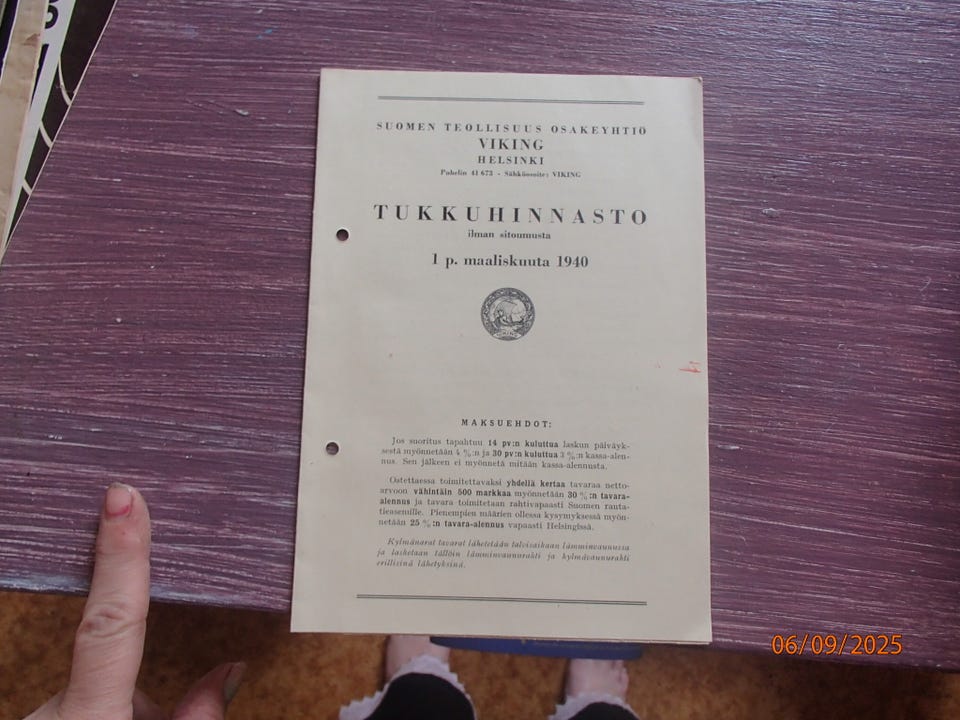 SUOMEN TEOLLISUUS OSAKEYHTIÖ
VIKING
HELSINKI
Puhelin 41 673 - Sähköosoite: VIKING
TUKKUHINNASTO
ilman sitoumusta
1 p. maaliskuuta 1940
VIKING
MAKSUEHDOT:
Jos suoritus tapahtuu 14 pv:n kuluttua laskun päiväyk-
sestä myönnetään 4 %:n ja 30 pv:n kuluttua 3 %:n kassa-alen-
nus. Sen jälkeen ei myönnetä mitään kassa-alennusta.
Ostettaessa toimitettavaksi yhdellä kertaa tavaraa netto-
arvoon vähintäin 500 markkaa myönnetään 30 %:n tavara-
alennus ja tavara toimitetaan rahtivapaasti Suomen rauta-
tieasemille. Pienempien määrien ollessa kysymyksessä myön-
netään 25 %:n tavara-alennus vapaasti Helsingissä.
Kylmänarat tavarat lähetetään talvisaikaan lämminvaunussa
ja lasketaan tällöin lämminvaunurahti ja kylmävaunurahti
erillisinä lähetyksinä.
06/09/2025